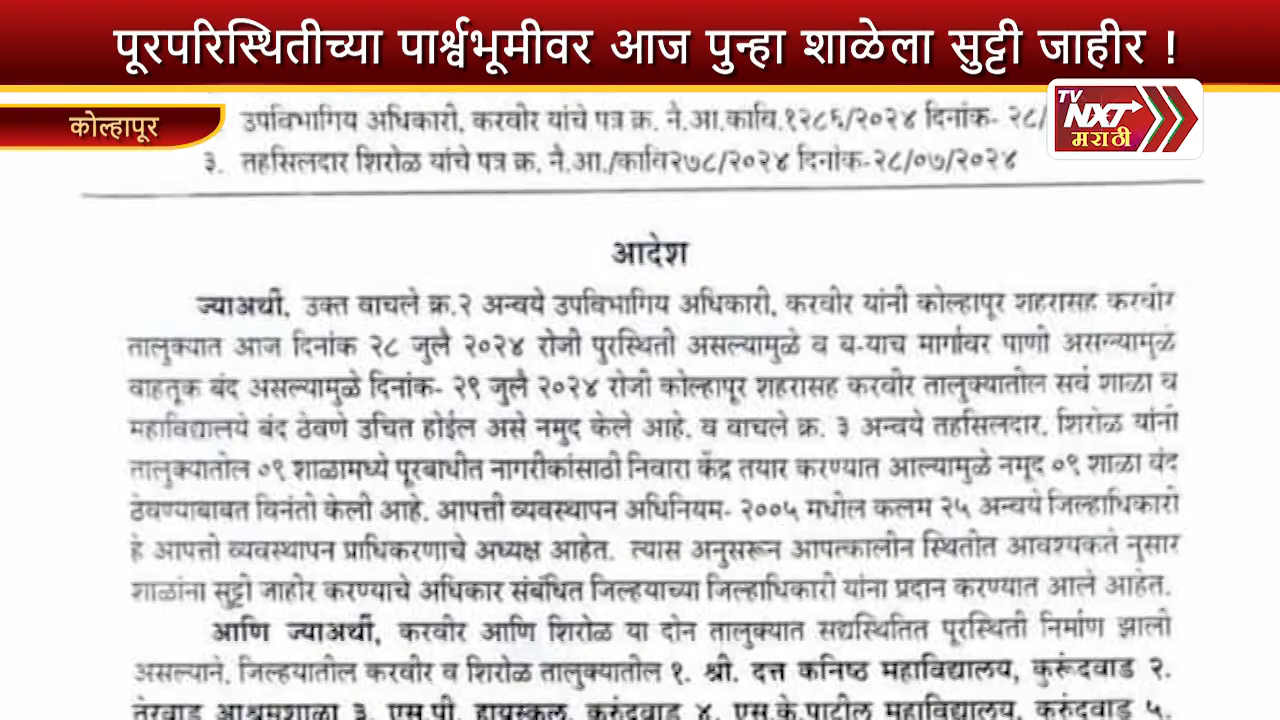 पूरपरिस्थितीच्या पार्श्वभूमीवर आज पुन्हा शाळेला सुट्टी जाहीर !
TV NXT मराठी
कोल्हापूर
उपविभागिय अधिकारी, करवीर यांचे पत्र क्र. नै.आ.कावि.१२८६/२०२४ दिनांक- २८/
३. तहसिलदार शिरोळ यांचे पत्र क्र. नै.आ./कावि२७८/२०२४ दिनांक-२८/०७/२०२४
आदेश
ज्याअर्थी, उक्त वाचले क्र.२ अन्वये उपविभागिय अधिकारी, करवीर यांनी कोल्हापूर शहरासह करवीर
तालुक्यात आज दिनांक २८ जुलै २०२४ रोजी पुरस्थिती असल्यामुळे व ब-याच मार्गावर पाणी असल्यामुळे
वाहतूक बंद असल्यामुळे दिनांक- २९ जुलै २०२४ रोजी कोल्हापूर शहरासह करवीर तालुक्यातील सर्व शाळा व
महाविद्यालये बंद ठेवणे उचित होईल असे नमुद केले आहे. व वाचले क्र. ३ अन्वये तहसिलदार, शिरोळ यांनी
तालुक्यातील ०९ शाळामध्ये पूरबाधीत नागरीकांसाठी निवारा केंद्र तयार करण्यात आल्यामुळे नमूद ०९ शाळा बंद
ठेवण्याबाबत विनंती केली आहे. आपत्ती व्यवस्थापन अधिनियम- २००५ मधील कलम २५ अन्वये जिल्हाधिकारी
हे आपत्ती व्यवस्थापन प्राधिकरणाचे अध्यक्ष आहेत. त्यास अनुसरून आपत्कालीन स्थितीत आवश्यकते नुसार
शाळांना सुट्टी जाहीर करण्याचे अधिकार संबंधित जिल्हयाच्या जिल्हाधिकारी यांना प्रदान करण्यात आले आहेत.
आणि ज्याअर्थी, करवीर आणि शिरोळ या दोन तालुक्यात सद्यस्थितित पूरस्थिती निर्माण झाली
असल्याने, जिल्हयातील करवीर व शिरोळ तालुक्यातील १. श्री. दत्त कनिष्ठ महाविद्यालय, कुरूंदवाड २.
तेरवाड आश्रमशाळा ३. एस.पी. हायस्कूल, कुरुंदवाड ४. एस.के.पाटील महाविद्यालय, कुरुंदवाड ५.